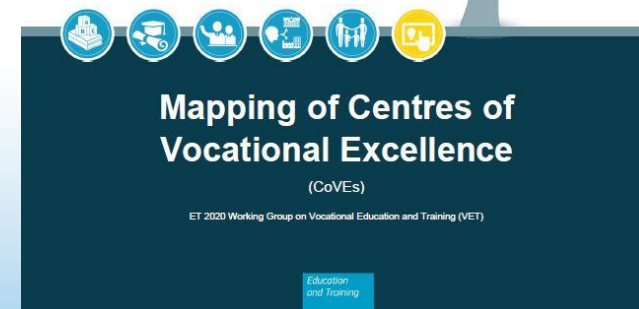 Mapping of Centres of
Vocational Excellence
(CoVEs)
ET 2020 Working Group on Vocational Education and Training (VET)
Education
and Training